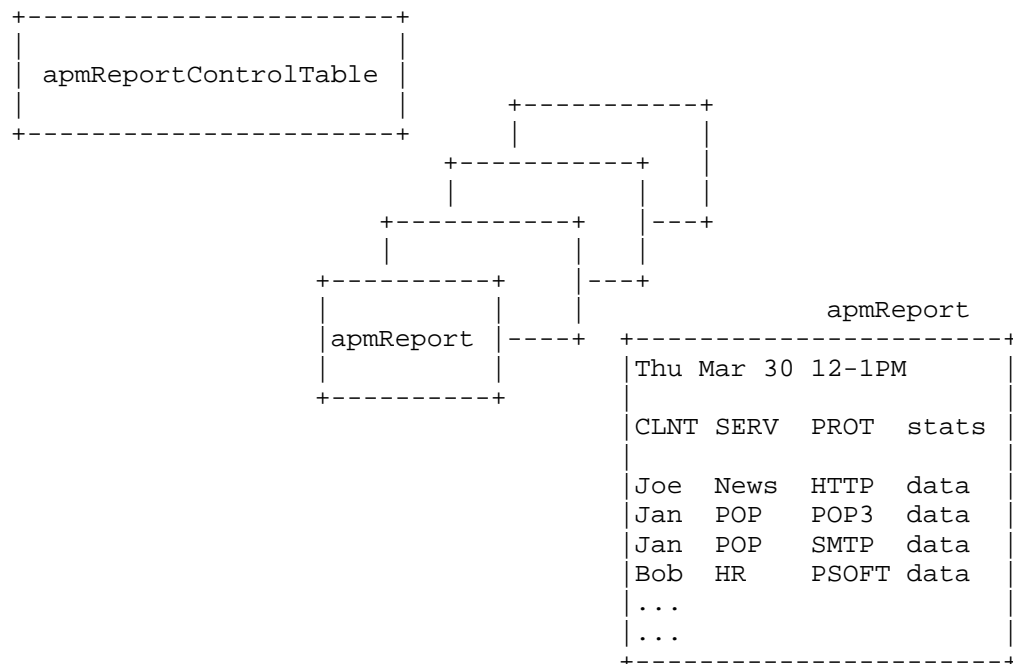 apmReportControlTable
apmReport
apmReport
Thu Mar 30 12-1PM
CLNT SERV PROT stats
Joe News HTTP data
Jan POP POP3 data
Jan POP SMTP data
Bob HR PSOFT data
...
...